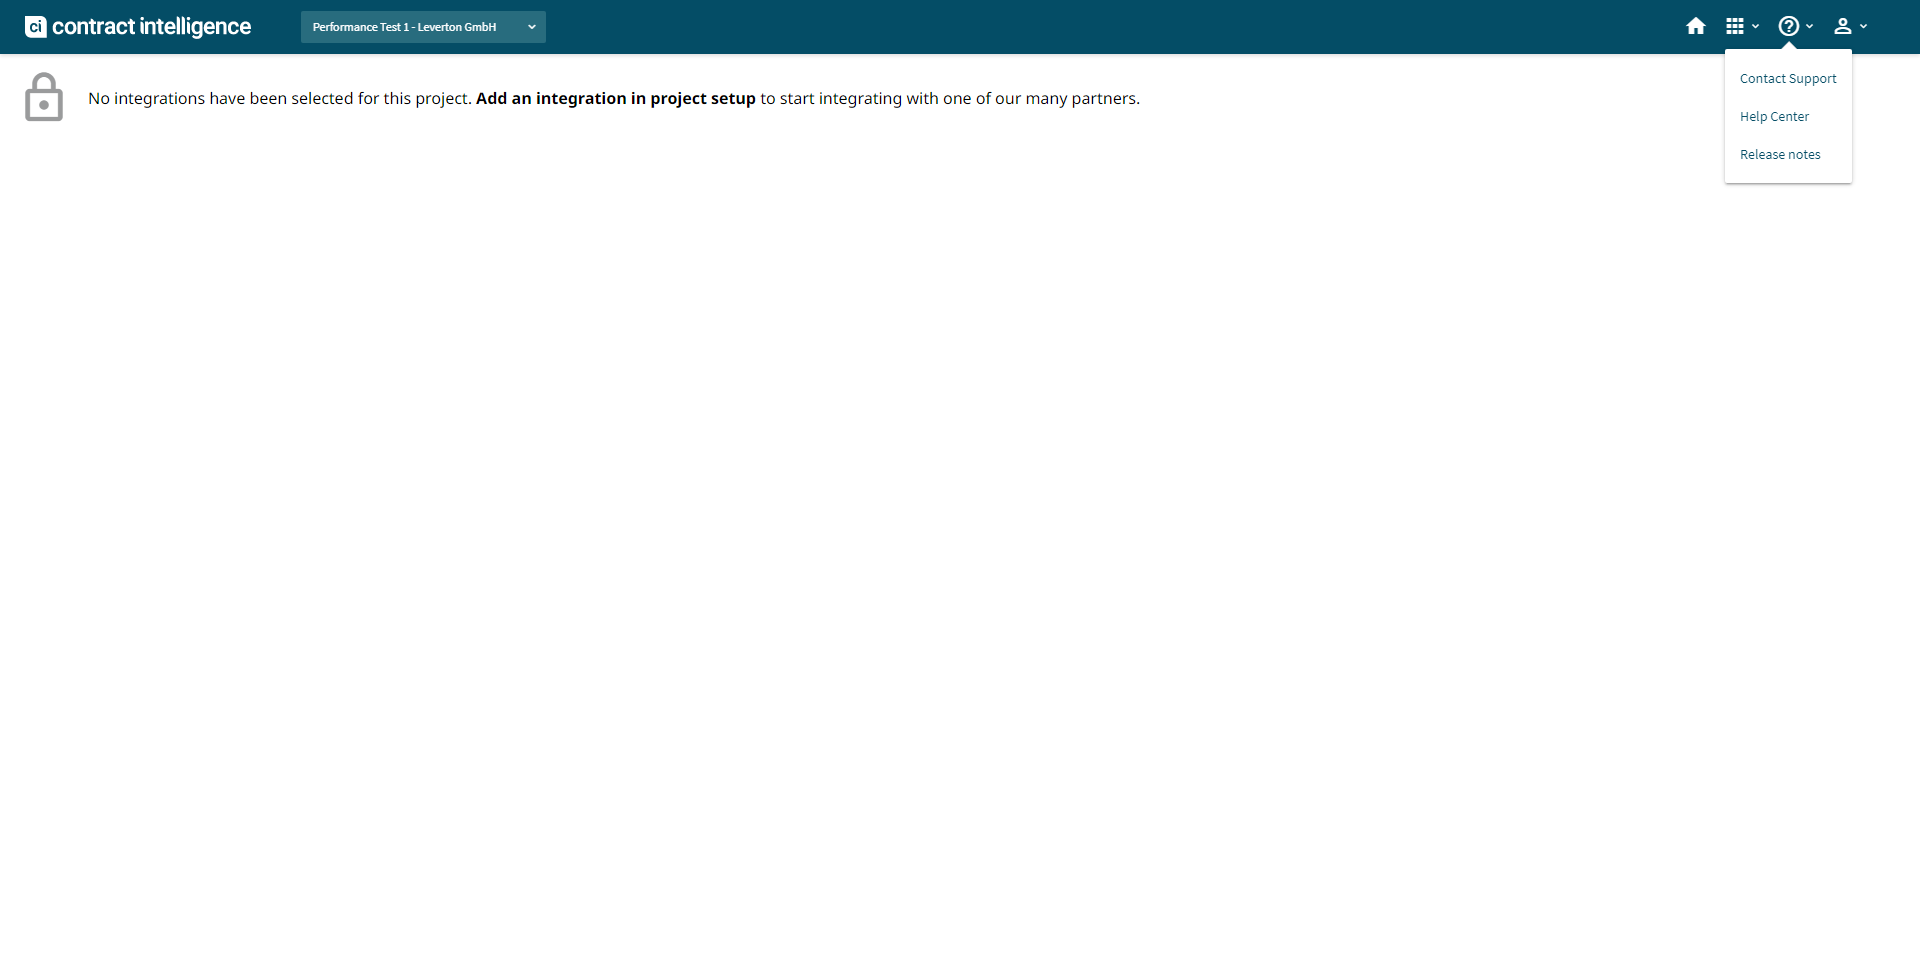 ci contract intelligence
Performance Test 1 - Leverton GmbH
No integrations have been selected for this project. Add an integration in project setup to start integrating with one of our many partners.
Contact Support
Help Center
Release notes